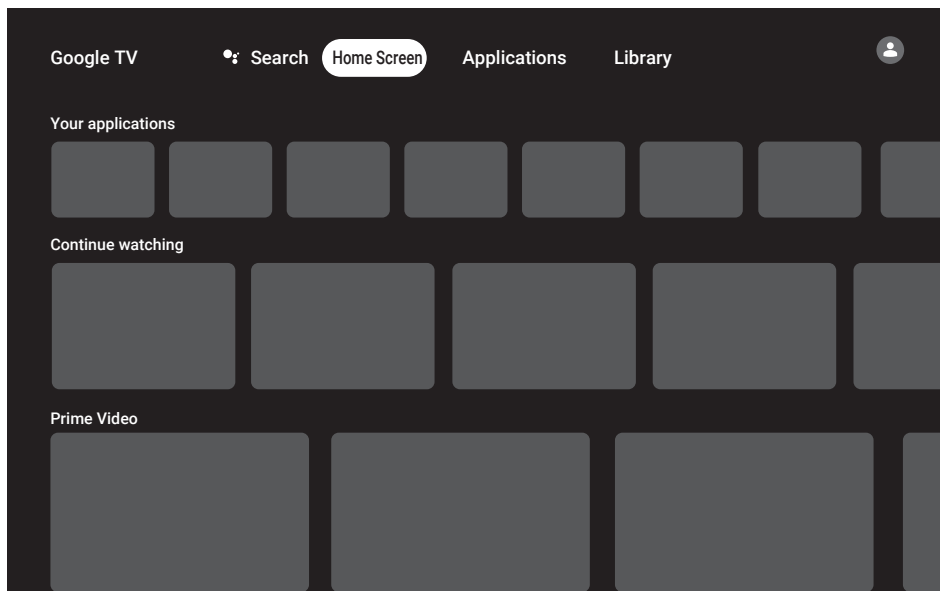 Google TV Search Home Screen Applications Library
Your applications
Continue watching
Prime Video